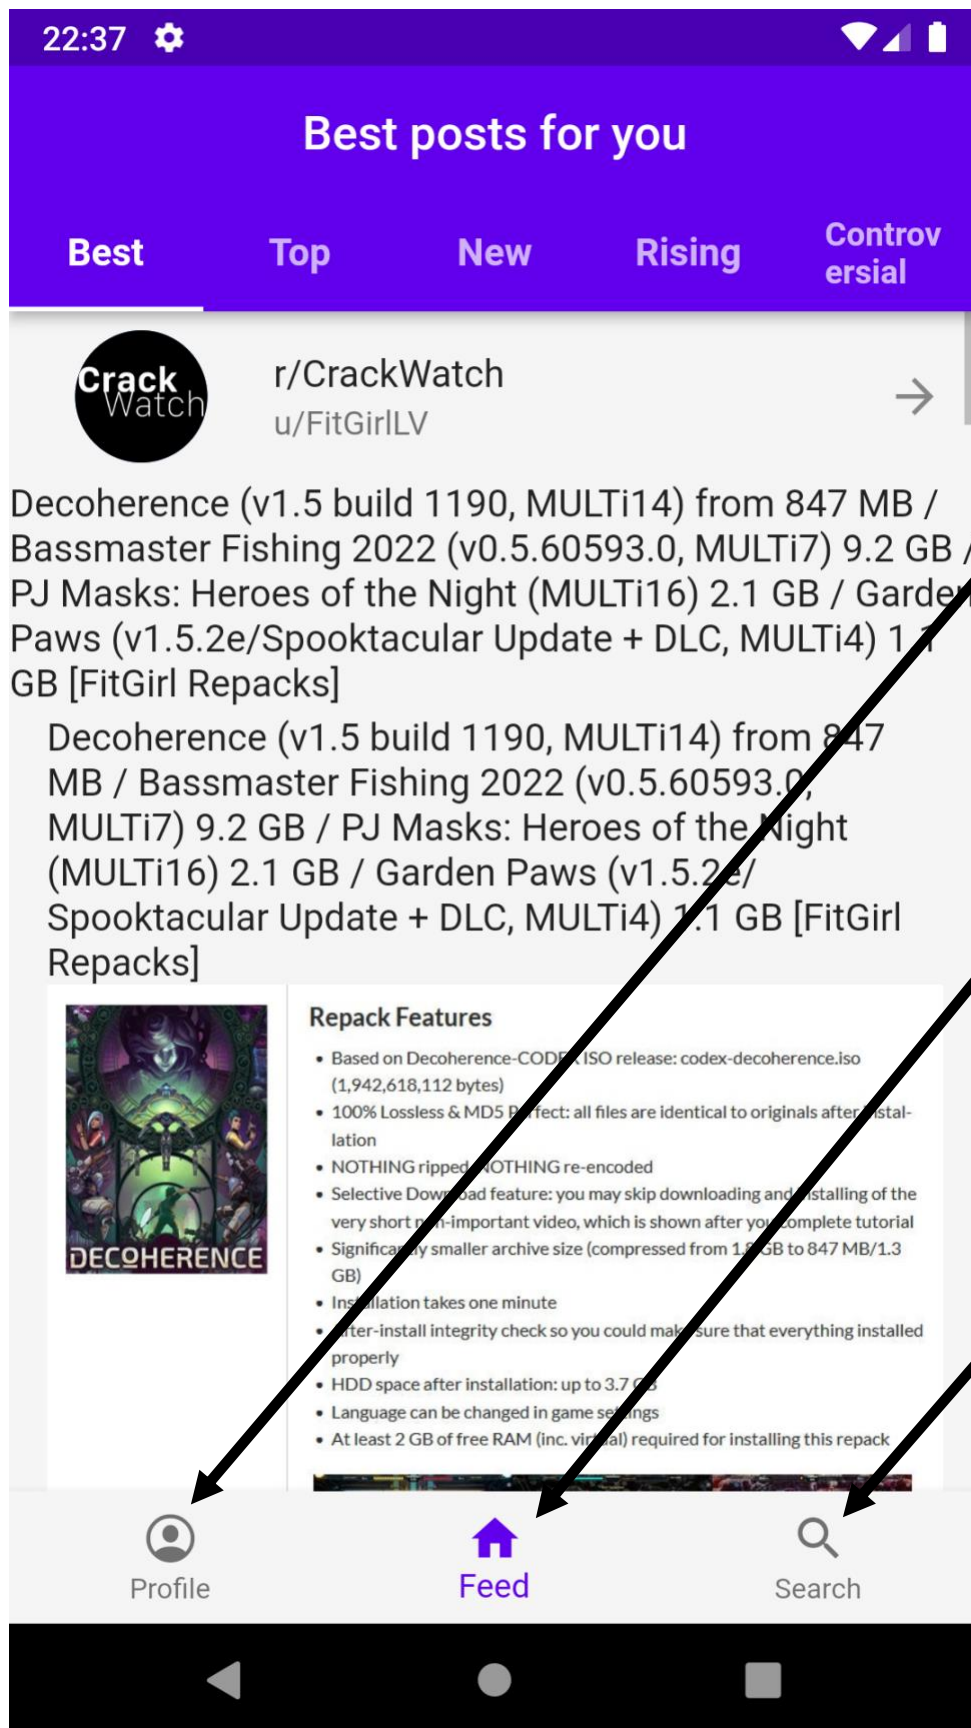 22:37
Best posts for you
Best Top New Rising Controv
ersial
Crack
Watch
r/CrackWatch
u/FitGirlLV
Decoherence (v1.5 build 1190, MULTi14) from 847 MB /
Bassmaster Fishing 2022 (v0.5.60593.0, MULTi7) 9.2 GB /
PJ Masks: Heroes of the Night (MULTi16) 2.1 GB / Garden
Paws (v1.5.2e/Spooktacular Update + DLC, MULTi4) 1.1
GB [FitGirl Repacks]
Decoherence (v1.5 build 1190, MULTi14) from 847
MB / Bassmaster Fishing 2022 (v0.5.60593.0,
MULTi7) 9.2 GB / PJ Masks: Heroes of the Night
(MULTi16) 2.1 GB / Garden Paws (v1.5.2e/
Spooktacular Update + DLC, MULTi4) 1.1 GB [FitGirl
Repacks]
DECOHERENCE
Repack Features
• Based on Decoherence-CODEX ISO release: codex-decoherence.iso
(1,942,618,112 bytes)
• 100% Lossless & MD5 Perfect: all files are identical to originals after instal-
lation
• NOTHING ripped, NOTHING re-encoded
• Selective Download feature: you may skip downloading and installing of the
very short non-important video, which is shown after you complete tutorial
• Significantly smaller archive size (compressed from 1.8 GB to 847 MB/1.3
GB)
• Installation takes one minute
• After-install integrity check so you could make sure that everything installed
properly
• HDD space after installation: up to 3.7 GB
• Language can be changed in game settings
• At least 2 GB of free RAM (inc. virtual) required for installing this repack
Profile Feed Search